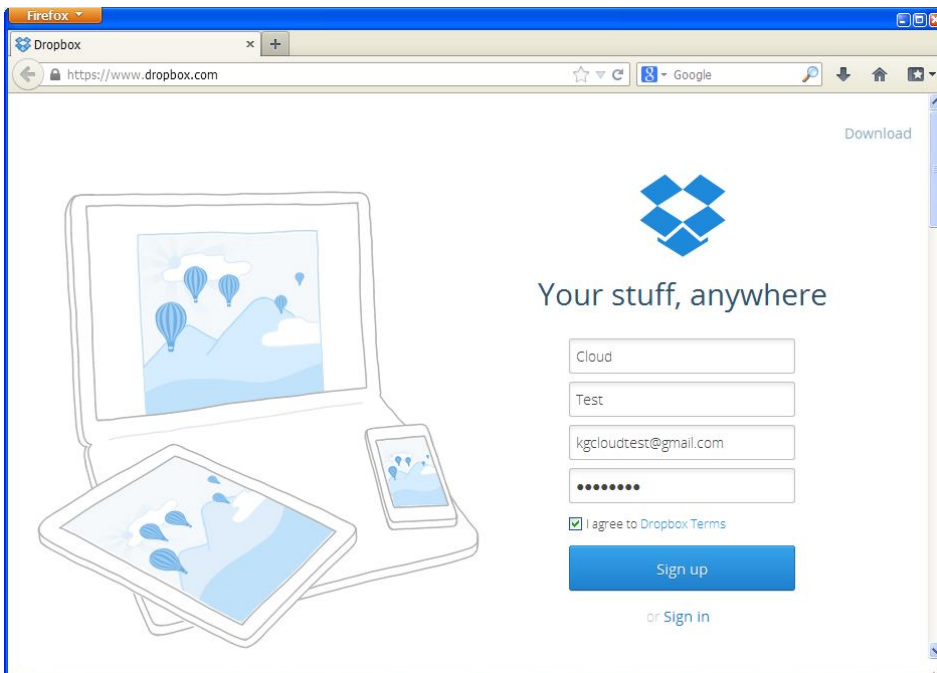 Firefox
Dropbox
https://www.dropbox.com
Google
Download
Your stuff, anywhere
Cloud
Test
kgcloudtest@gmail.com
••••••••
I agree to Dropbox Terms
Sign up
or Sign in